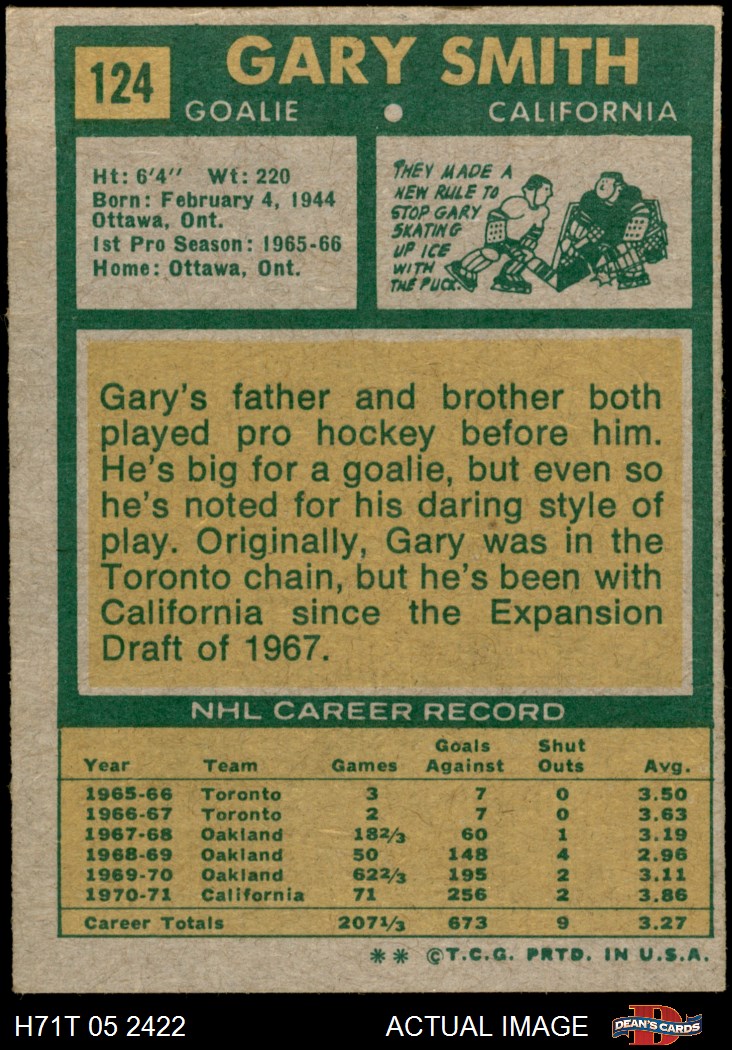 124
GARY SMITH
GOALIE • CALIFORNIA
Ht: 6'4'' Wt: 220
Born: February 4, 1944
Ottawa, Ont.
1st Pro Season: 1965-66
Home: Ottawa, Ont.
THEY MADE A
NEW RULE TO
STOP GARY
SKATING
UP ICE
WITH
THE PUCK.
Gary's father and brother both
played pro hockey before him.
He's big for a goalie, but even so
he's noted for his daring style of
play. Originally, Gary was in the
Toronto chain, but he's been with
California since the Expansion
Draft of 1967.
NHL CAREER RECORD
Year Team Games Goals Against Shut Outs Avg.
1965-66 Toronto 3 7 0 3.50
1966-67 Toronto 2 7 0 3.63
1967-68 Oakland 18 2/3 60 1 3.19
1968-69 Oakland 50 148 4 2.96
1969-70 Oakland 62 2/3 195 2 3.11
1970-71 California 71 256 2 3.86
Career Totals 207 1/3 673 9 3.27
** ©T.C.G. PRTD. IN U.S.A.
H71T 05 2422 ACTUAL IMAGE
D
DEAN'S CARDS